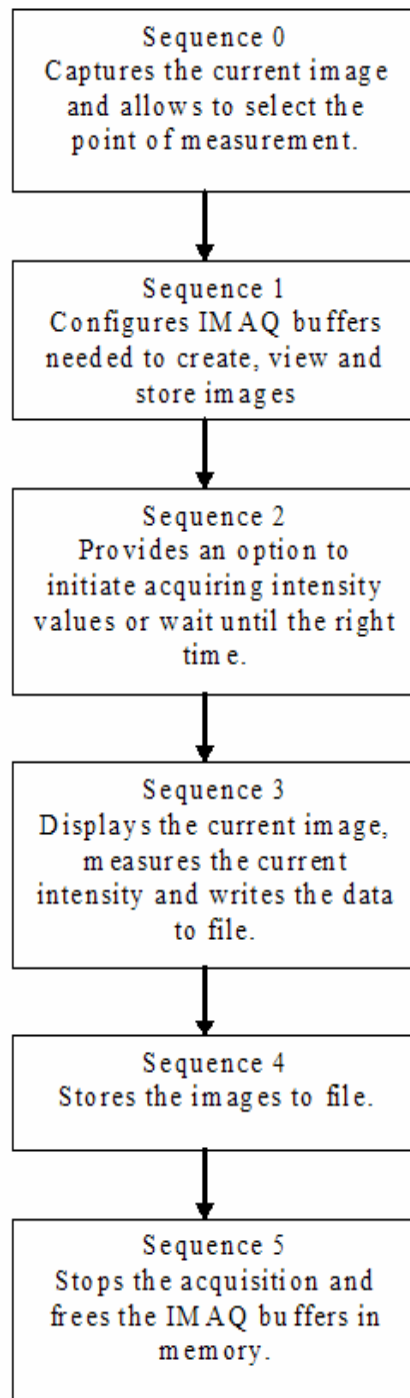 Sequence 0
Captures the current image
and allows to select the
point of measurement.
Sequence 1
Configures IMAQ buffers
needed to create, view and
store images
Sequence 2
Provides an option to
initiate acquiring intensity
values or wait until the right
time.
Sequence 3
Displays the current image,
measures the current
intensity and writes the data
to file.
Sequence 4
Stores the images to file.
Sequence 5
Stops the acquisition and
frees the IMAQ buffers in
memory.